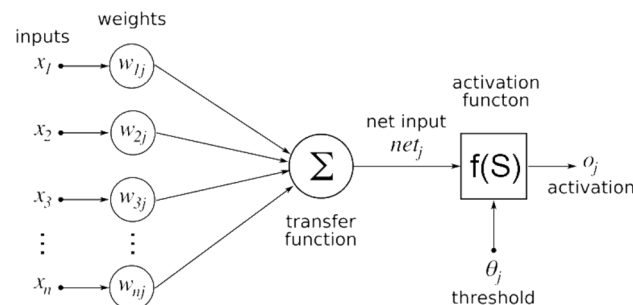 inputs
weights
x1
w1j
x2
w2j
x3
w3j
⋮
⋮
xn
wnj
Σ
transfer
function
net input
netj
activation
functon
f(S)
oj
activation
θj
threshold